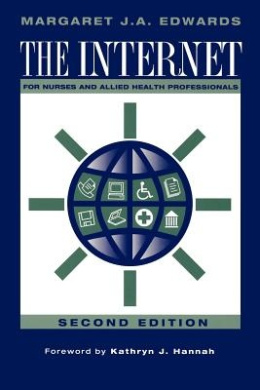 MARGARET J.A. EDWARDS
THE INTERNET
FOR NURSES AND ALLIED HEALTH PROFESSIONALS
SECOND EDITION
Foreword by Kathryn J. Hannah